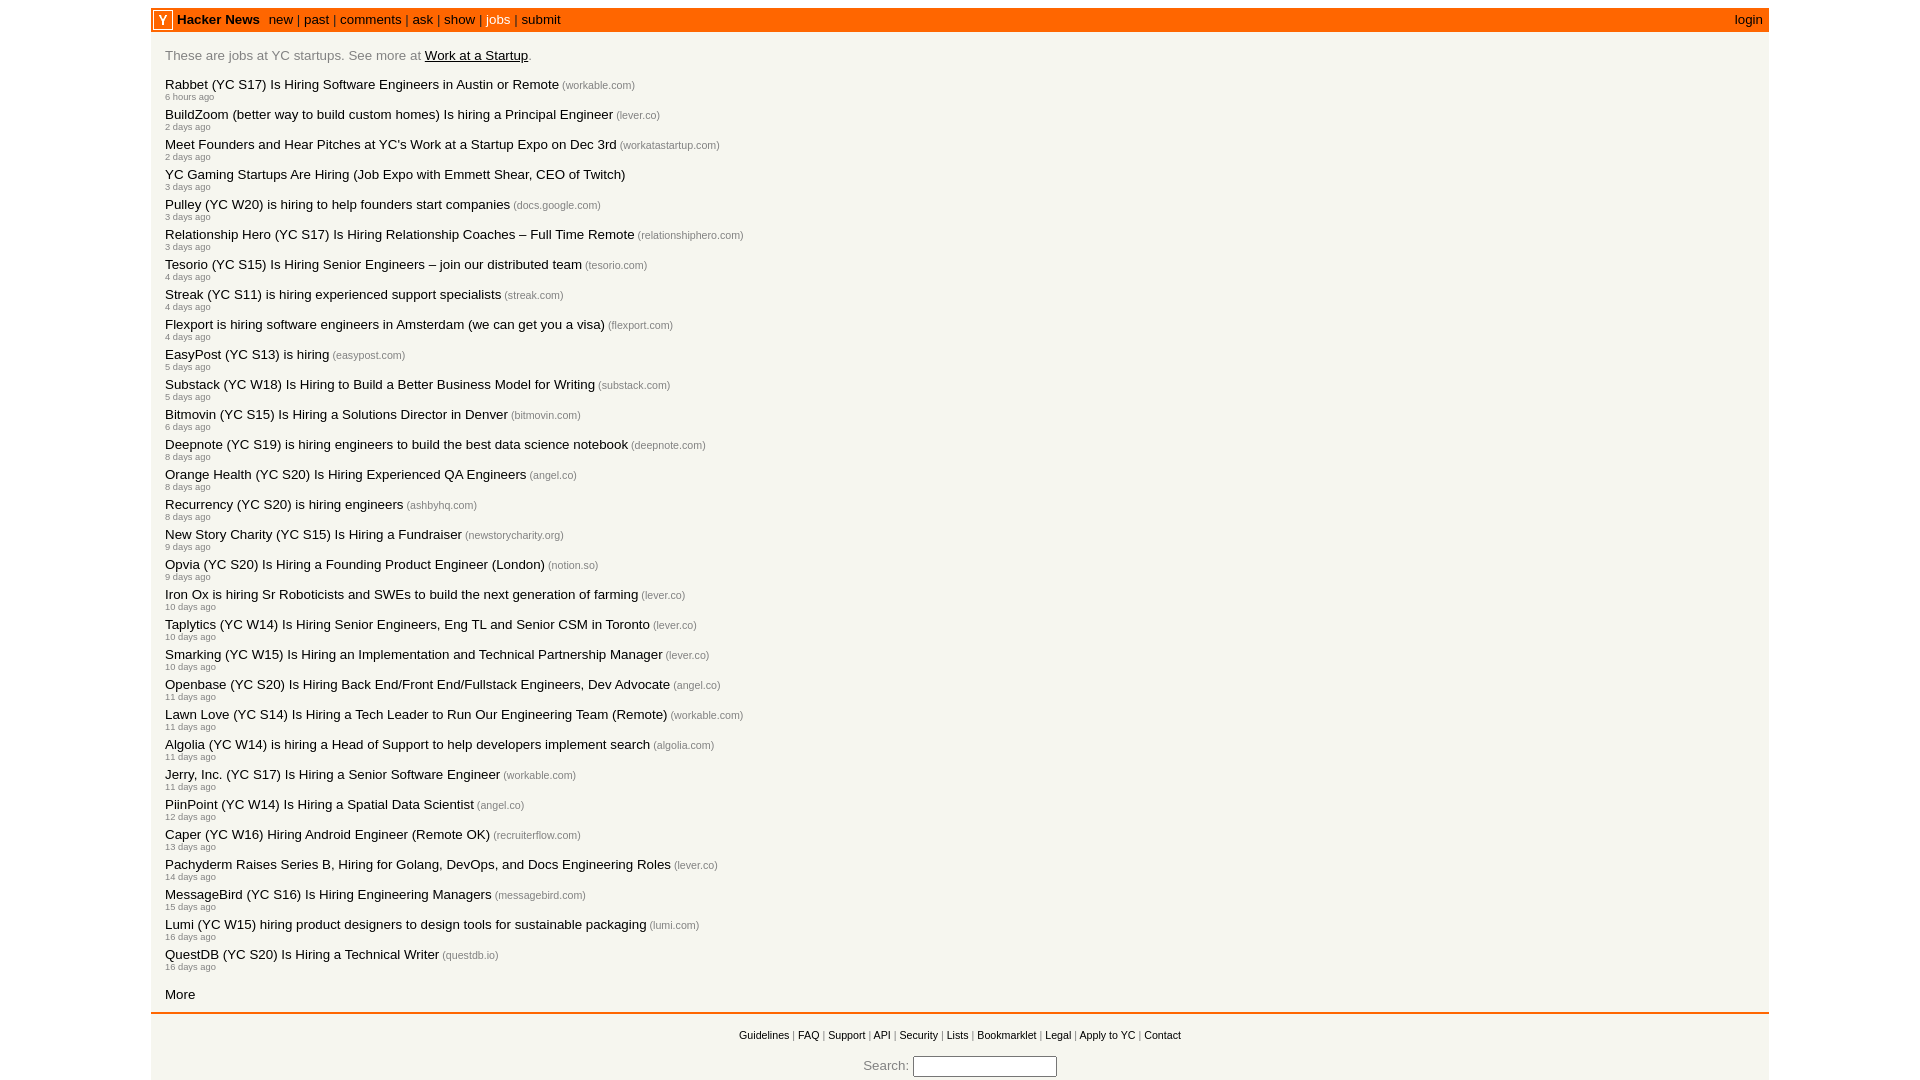 Y Hacker News new | past | comments | ask | show | jobs | submit login
These are jobs at YC startups. See more at Work at a Startup.
Rabbet (YC S17) Is Hiring Software Engineers in Austin or Remote (workable.com)
6 hours ago
BuildZoom (better way to build custom homes) Is hiring a Principal Engineer (lever.co)
2 days ago
Meet Founders and Hear Pitches at YC's Work at a Startup Expo on Dec 3rd (workatastartup.com)
2 days ago
YC Gaming Startups Are Hiring (Job Expo with Emmett Shear, CEO of Twitch)
3 days ago
Pulley (YC W20) is hiring to help founders start companies (docs.google.com)
3 days ago
Relationship Hero (YC S17) Is Hiring Relationship Coaches – Full Time Remote (relationshiphero.com)
3 days ago
Tesorio (YC S15) Is Hiring Senior Engineers – join our distributed team (tesorio.com)
4 days ago
Streak (YC S11) is hiring experienced support specialists (streak.com)
4 days ago
Flexport is hiring software engineers in Amsterdam (we can get you a visa) (flexport.com)
4 days ago
EasyPost (YC S13) is hiring (easypost.com)
5 days ago
Substack (YC W18) Is Hiring to Build a Better Business Model for Writing (substack.com)
5 days ago
Bitmovin (YC S15) Is Hiring a Solutions Director in Denver (bitmovin.com)
6 days ago
Deepnote (YC S19) is hiring engineers to build the best data science notebook (deepnote.com)
8 days ago
Orange Health (YC S20) Is Hiring Experienced QA Engineers (angel.co)
8 days ago
Recurrency (YC S20) is hiring engineers (ashbyhq.com)
8 days ago
New Story Charity (YC S15) Is Hiring a Fundraiser (newstorycharity.org)
9 days ago
Opvia (YC S20) Is Hiring a Founding Product Engineer (London) (notion.so)
9 days ago
Iron Ox is hiring Sr Roboticists and SWEs to build the next generation of farming (lever.co)
10 days ago
Taplytics (YC W14) Is Hiring Senior Engineers, Eng TL and Senior CSM in Toronto (lever.co)
10 days ago
Smarking (YC W15) Is Hiring an Implementation and Technical Partnership Manager (lever.co)
10 days ago
Openbase (YC S20) Is Hiring Back End/Front End/Fullstack Engineers, Dev Advocate (angel.co)
11 days ago
Lawn Love (YC S14) Is Hiring a Tech Leader to Run Our Engineering Team (Remote) (workable.com)
11 days ago
Algolia (YC W14) is hiring a Head of Support to help developers implement search (algolia.com)
11 days ago
Jerry, Inc. (YC S17) Is Hiring a Senior Software Engineer (workable.com)
11 days ago
PiinPoint (YC W14) Is Hiring a Spatial Data Scientist (angel.co)
12 days ago
Caper (YC W16) Hiring Android Engineer (Remote OK) (recruiterflow.com)
13 days ago
Pachyderm Raises Series B, Hiring for Golang, DevOps, and Docs Engineering Roles (lever.co)
14 days ago
MessageBird (YC S16) Is Hiring Engineering Managers (messagebird.com)
15 days ago
Lumi (YC W15) hiring product designers to design tools for sustainable packaging (lumi.com)
16 days ago
QuestDB (YC S20) Is Hiring a Technical Writer (questdb.io)
16 days ago
More
Guidelines | FAQ | Support | API | Security | Lists | Bookmarklet | Legal | Apply to YC | Contact
Search: